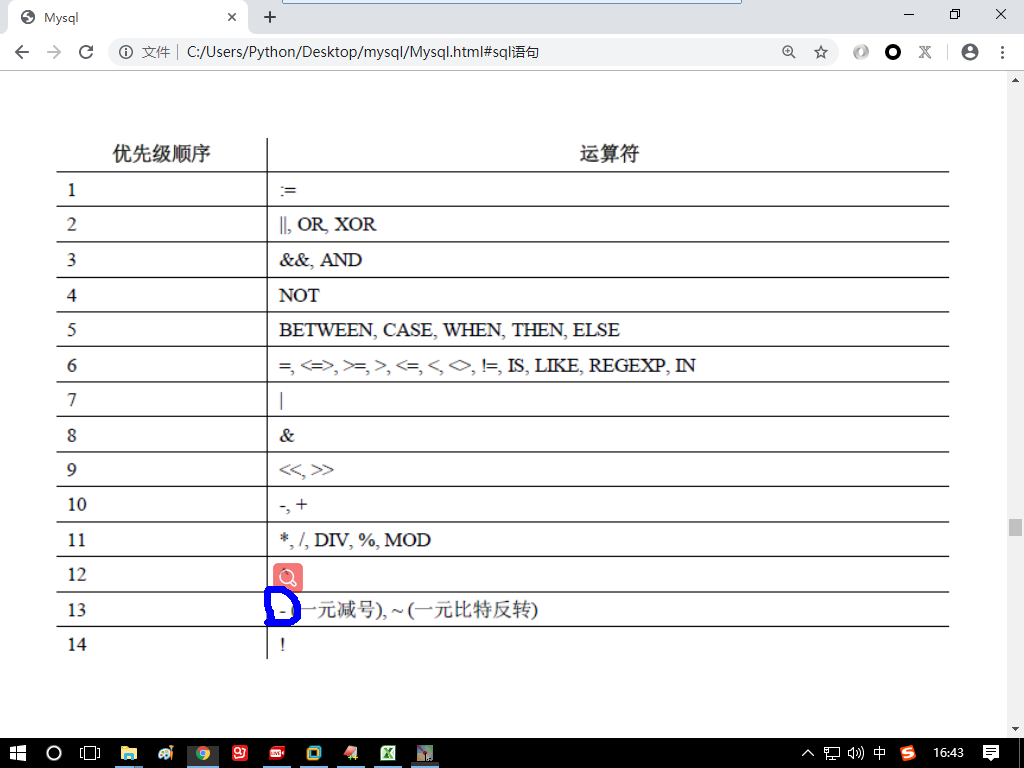 Mysql
文件 C:/Users/Python/Desktop/mysql/Mysql.html#sql语句
优先级顺序 运算符
1 :=
2 ||, OR, XOR
3 &&, AND
4 NOT
5 BETWEEN, CASE, WHEN, THEN, ELSE
6 =, <=>, >=, >, <=, <, <>, !=, IS, LIKE, REGEXP, IN
7 |
8 &
9 <<, >>
10 -, +
11 *, /, DIV, %, MOD
12
13 - (一元减号), ~ (一元比特反转)
14 !
中 16:43